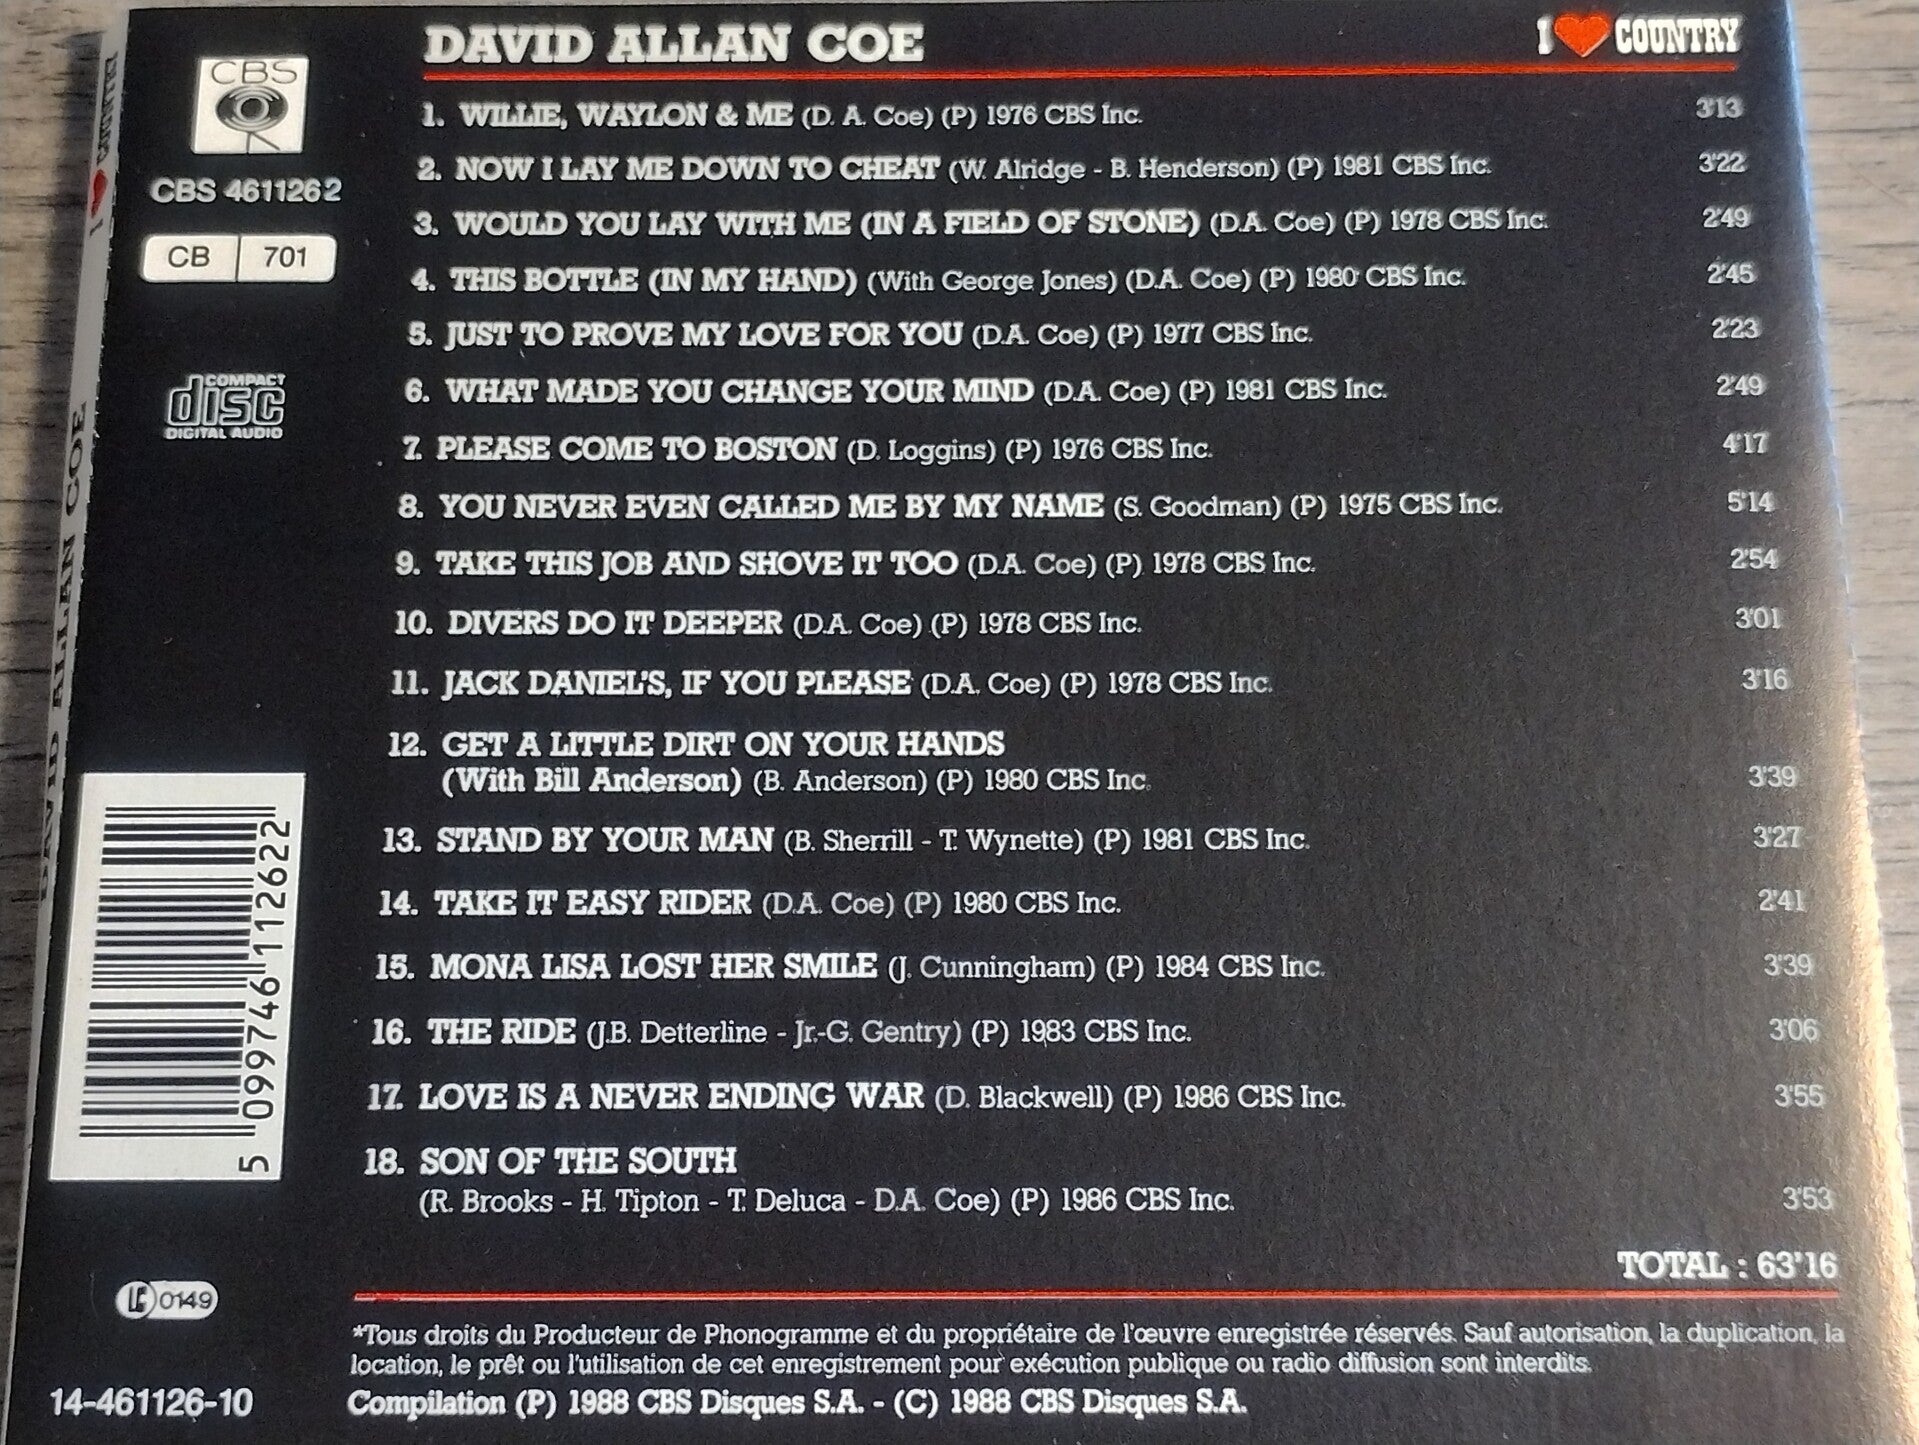 DAVID ALLAN COE
I COUNTRY
1. WILLIE, WAYLON & ME (D. A. Coe) (P) 1976 CBS Inc. 3'13
2. NOW I LAY ME DOWN TO CHEAT (W. Alridge - B. Henderson) (P) 1981 CBS Inc. 3'22
3. WOULD YOU LAY WITH ME (IN A FIELD OF STONE) (D.A. Coe) (P) 1978 CBS Inc. 2'49
4. THIS BOTTLE (IN MY HAND) (With George Jones) (D.A. Coe) (P) 1980 CBS Inc. 2'45
5. JUST TO PROVE MY LOVE FOR YOU (D.A. Coe) (P) 1977 CBS Inc. 2'23
6. WHAT MADE YOU CHANGE YOUR MIND (D.A. Coe) (P) 1981 CBS Inc. 2'49
7. PLEASE COME TO BOSTON (D. Loggins) (P) 1976 CBS Inc. 4'17
8. YOU NEVER EVEN CALLED ME BY MY NAME (S. Goodman) (P) 1975 CBS Inc. 5'14
9. TAKE THIS JOB AND SHOVE IT TOO (D.A. Coe) (P) 1978 CBS Inc. 2'54
10. DIVERS DO IT DEEPER (D.A. Coe) (P) 1978 CBS Inc. 3'01
11. JACK DANIEL'S, IF YOU PLEASE (D.A. Coe) (P) 1978 CBS Inc. 3'16
12. GET A LITTLE DIRT ON YOUR HANDS
(With Bill Anderson) (B. Anderson) (P) 1980 CBS Inc. 3'39
13. STAND BY YOUR MAN (B. Sherrill - T. Wynette) (P) 1981 CBS Inc. 3'27
14. TAKE IT EASY RIDER (D.A. Coe) (P) 1980 CBS Inc. 2'41
15. MONA LISA LOST HER SMILE (J. Cunningham) (P) 1984 CBS Inc. 3'39
16. THE RIDE (J.B. Detterline - Jr.-G. Gentry) (P) 1983 CBS Inc. 3'06
17. LOVE IS A NEVER ENDING WAR (D. Blackwell) (P) 1986 CBS Inc. 3'55
18. SON OF THE SOUTH
(R. Brooks - H. Tipton - T. Deluca - D.A. Coe) (P) 1986 CBS Inc. 3'53
TOTAL : 63'16
*Tous droits du Producteur de Phonogramme et du propriétaire de l'œuvre enregistrée réservés. Sauf autorisation, la duplication, la
location, le prêt ou l'utilisation de cet enregistrement pour exécution publique ou radio diffusion sont interdits.
Compilation (P) 1988 CBS Disques S.A. - (C) 1988 CBS Disques S.A.
CBS
CBS 461126 2
CB 701
COMPACT
disc
DIGITAL AUDIO
5 099746 112622
LC 0149
14-461126-10
I COUNTRY
DAVID ALLAN COE